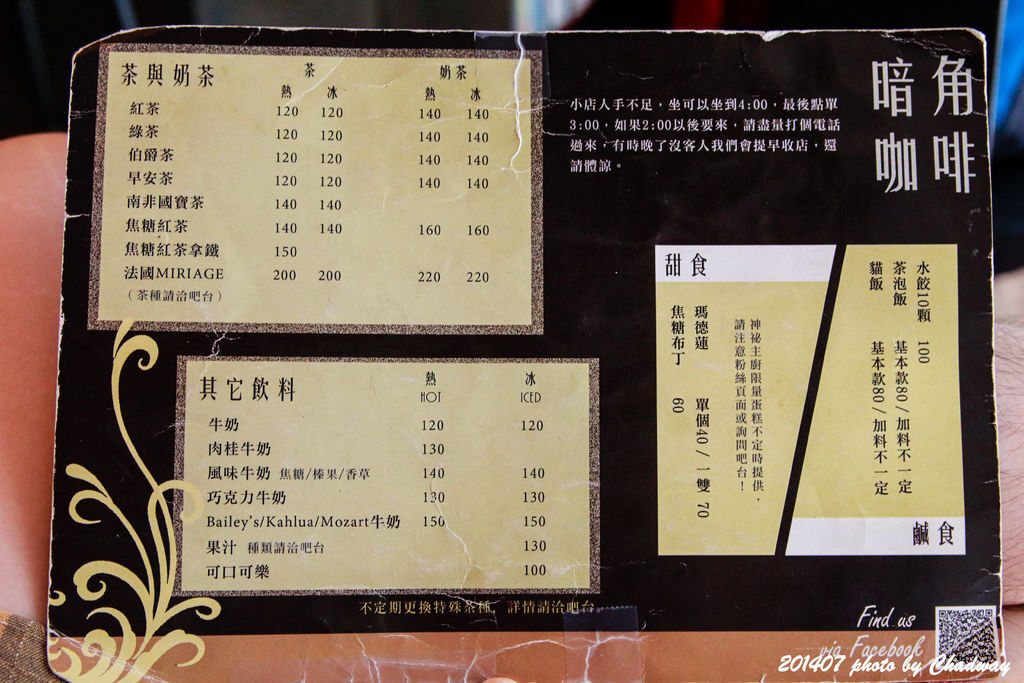 茶與奶茶
茶 奶茶
熱 冰 熱 冰
紅茶 120 120 140 140
綠茶 120 120 140 140
伯爵茶 120 120 140 140
早安茶 120 120 140 140
南非國寶茶 140 140
焦糖紅茶 140 140 160 160
焦糖紅茶拿鐵 150
法國MIRIAGE 200 200 220 220
(茶種請洽吧台)
其它飲料
熱 冰
HOT ICED
牛奶 120 120
肉桂牛奶 130
風味牛奶 焦糖/榛果/香草 140 140
巧克力牛奶 130 130
Bailey's/Kahlua/Mozart牛奶 150 150
果汁 種類請洽吧台 130
可口可樂 100
不定期更換特殊茶種，詳情請洽吧台
暗角
咖啡
小店人手不足，坐可以坐到4:00，最後點單
3:00，如果2:00以後要來，請盡量打個電話
過來，有時晚了沒客人我們會提早收店，還
請體諒。
甜食
神祕主廚限量蛋糕不定時提供，
請注意粉絲頁面或詢問吧台！
瑪德蓮 單個40 / 一雙 70
焦糖布丁 60
水餃10顆 100
茶泡飯 基本款80 / 加料不一定
貓飯 基本款80 / 加料不一定
鹹食
Find us
via Facebook
201407 photo by Chadway